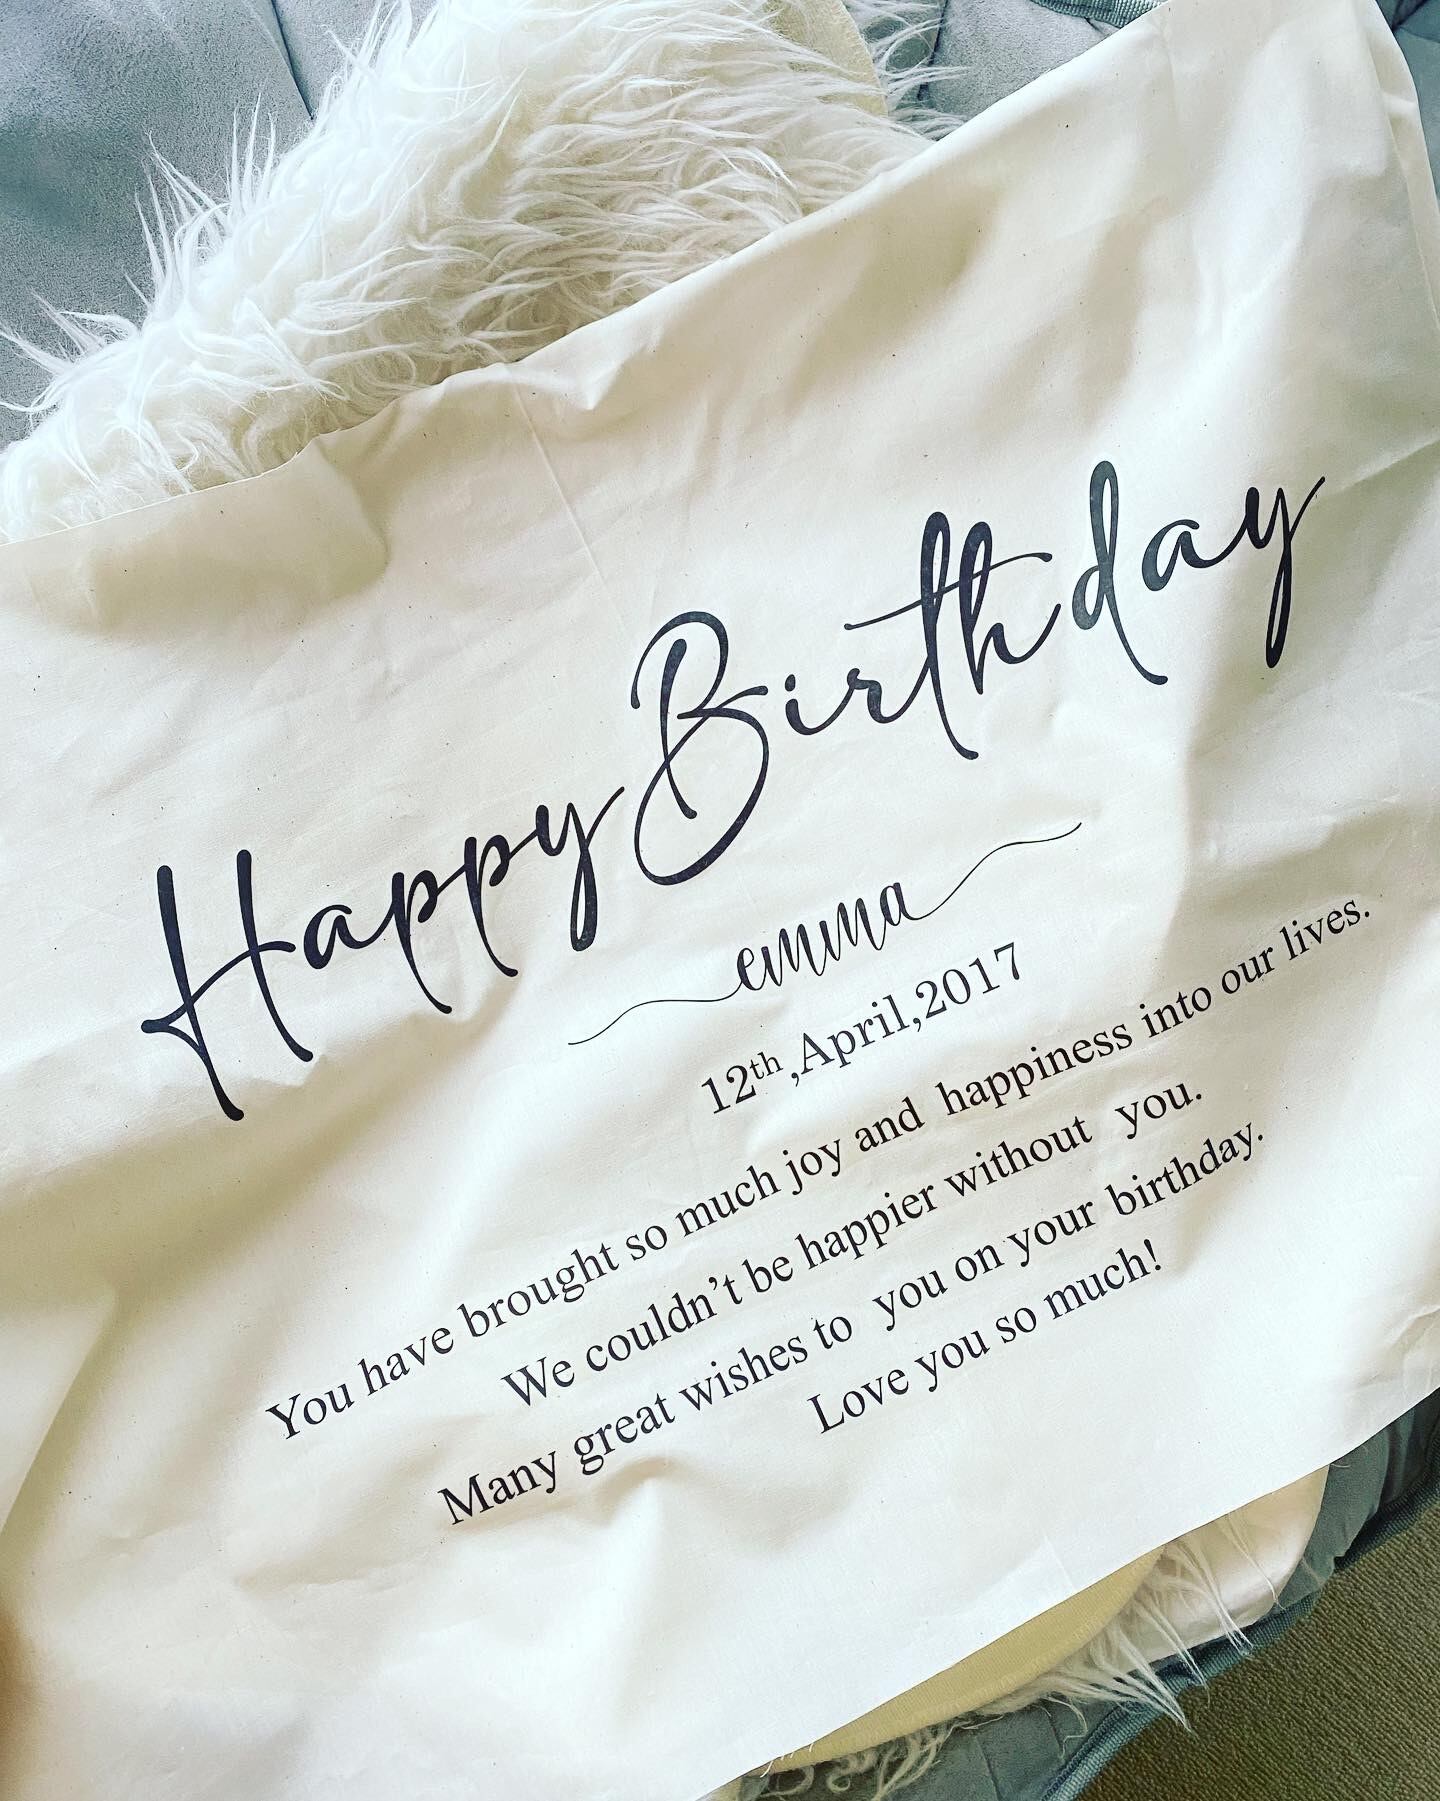 Happy Birthday
emma
12th,April,2017
You have brought so much joy and happiness into our lives.
We couldn't be happier without you.
Many great wishes to you on your birthday.
Love you so much!